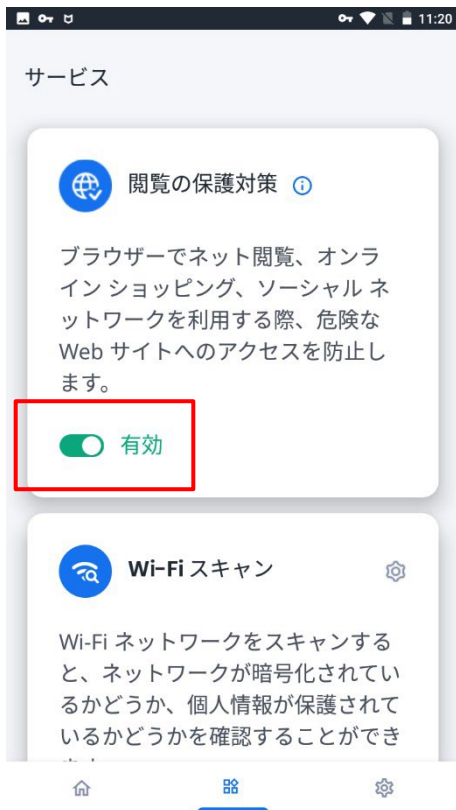 11:20
サービス
閲覧の保護対策
ブラウザーでネット閲覧、オンラ
イン ショッピング、ソーシャル ネ
ットワークを利用する際、危険な
Web サイトへのアクセスを防止し
ます。
有効
Wi-Fi スキャン
Wi-Fi ネットワークをスキャンする
と、ネットワークが暗号化されてい
るかどうか、個人情報が保護されて
いるかどうかを確認することができ